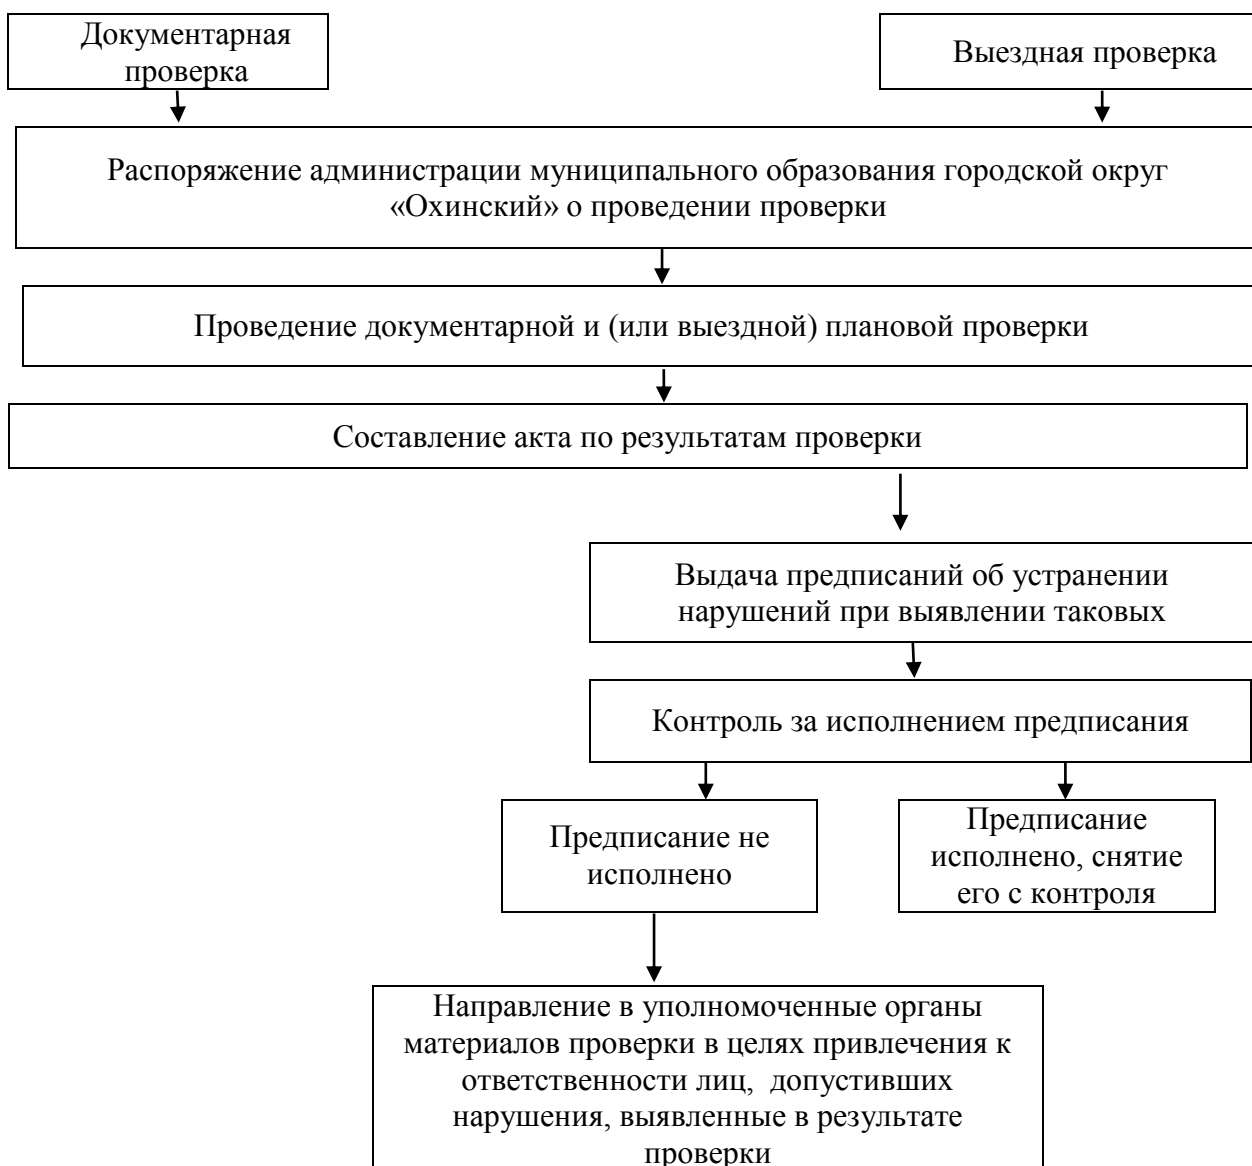 Документарная
проверка
Выездная проверка
Распоряжение администрации муниципального образования городской округ
«Охинский» о проведении проверки
Проведение документарной и (или выездной) плановой проверки
Составление акта по результатам проверки
Выдача предписаний об устранении
нарушений при выявлении таковых
Контроль за исполнением предписания
Предписание не
исполнено
Предписание
исполнено, снятие
его с контроля
Направление в уполномоченные органы
материалов проверки в целях привлечения к
ответственности лиц,  допустивших
нарушения, выявленные в результате
проверки